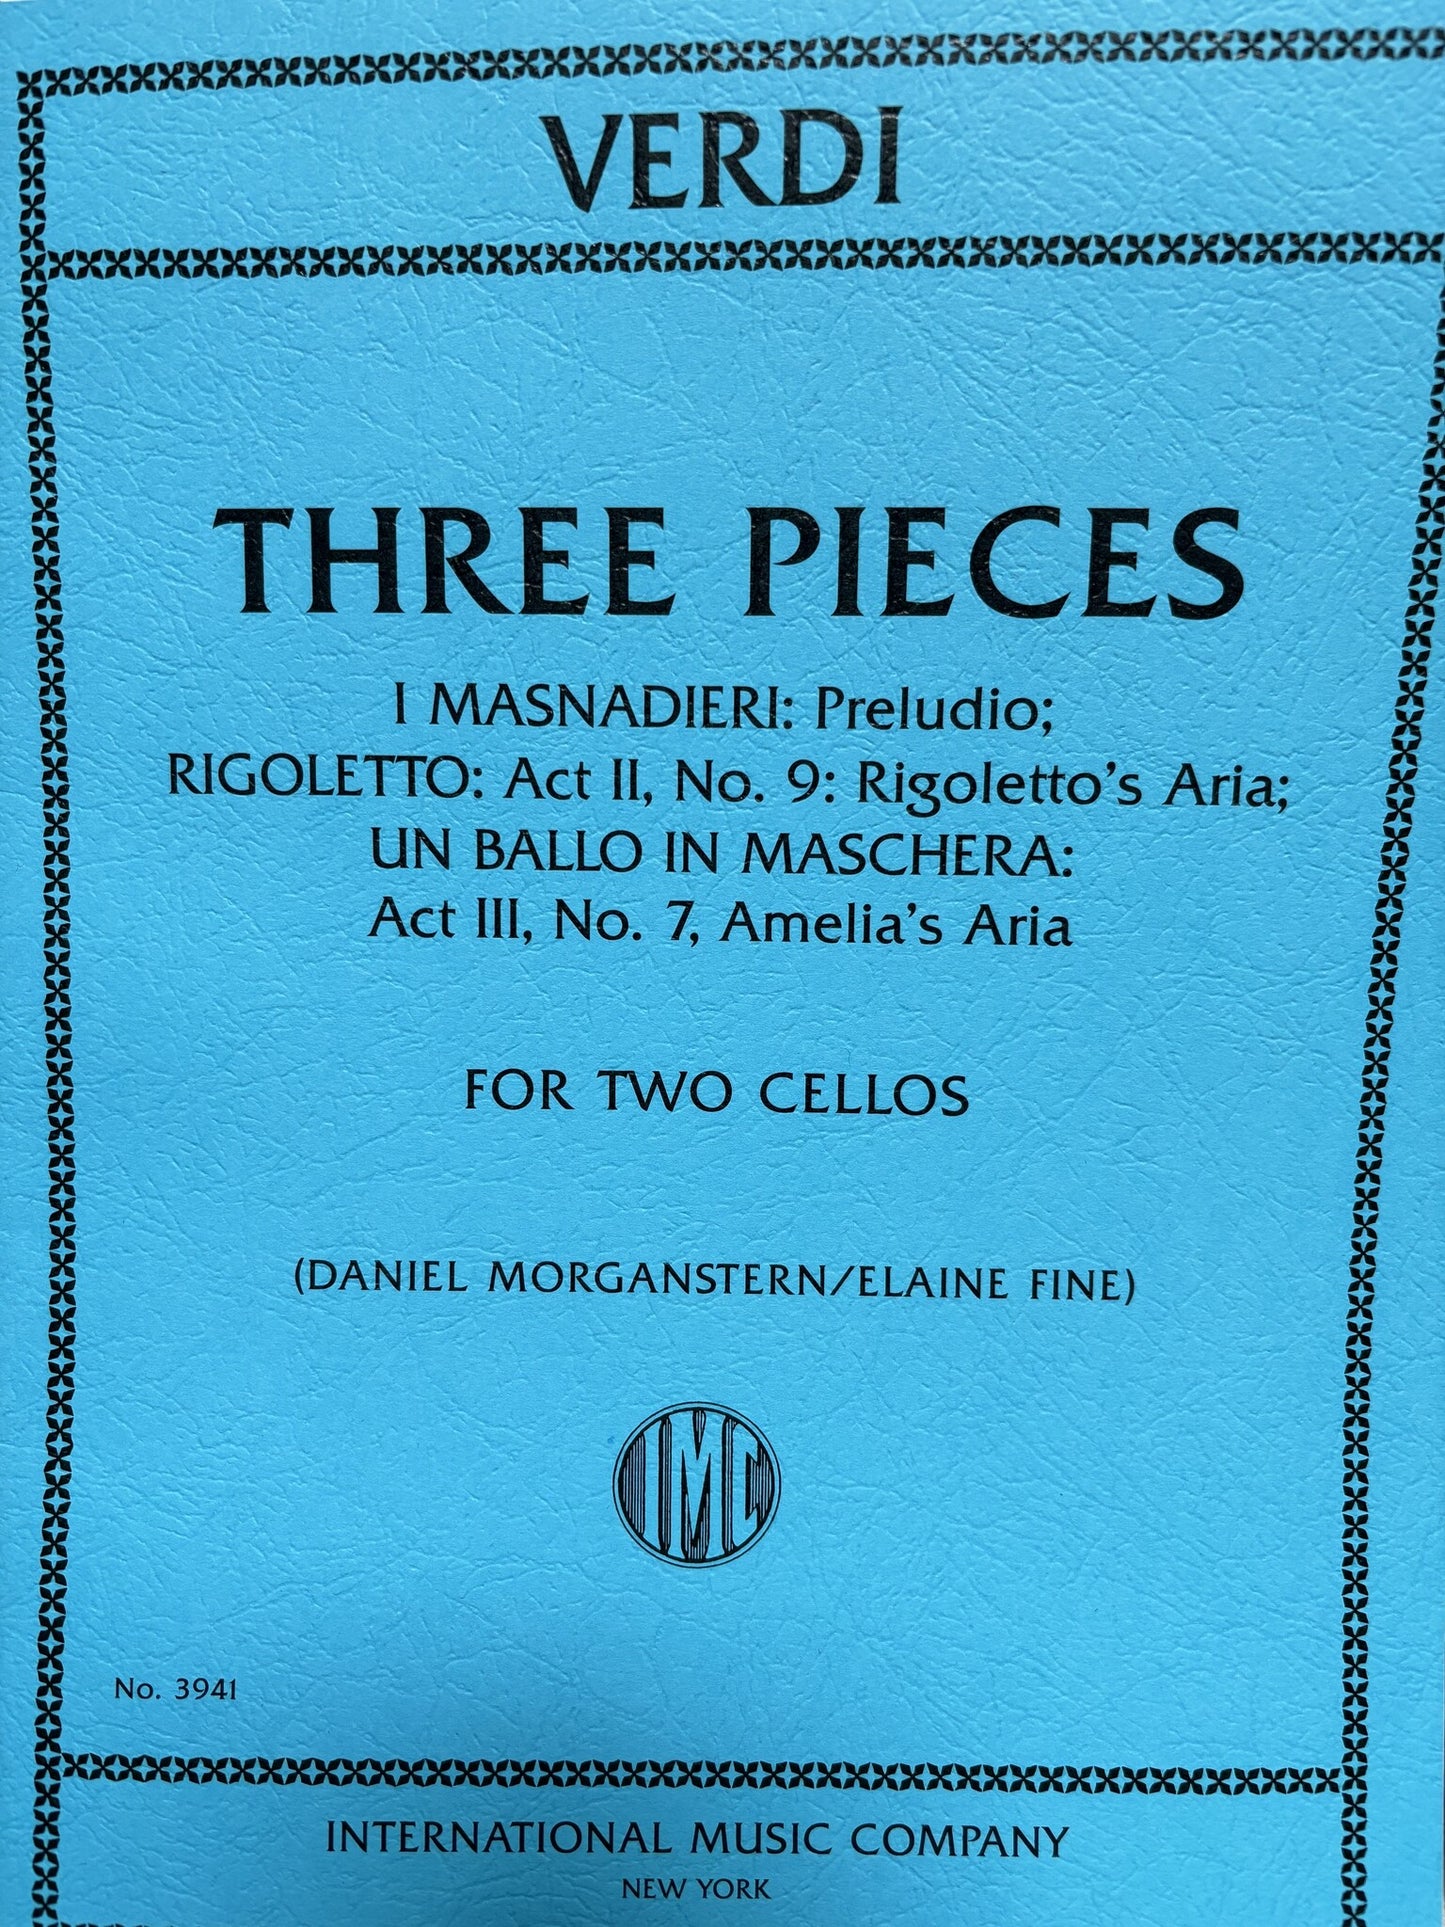 VERDI
THREE PIECES
I MASNADIERI: Preludio;
RIGOLETTO: Act II, No. 9: Rigoletto's Aria;
UN BALLO IN MASCHERA:
Act III, No. 7, Amelia's Aria
FOR TWO CELLOS
(DANIEL MORGANSTERN/ELAINE FINE)
IMC
No. 3941
INTERNATIONAL MUSIC COMPANY
NEW YORK